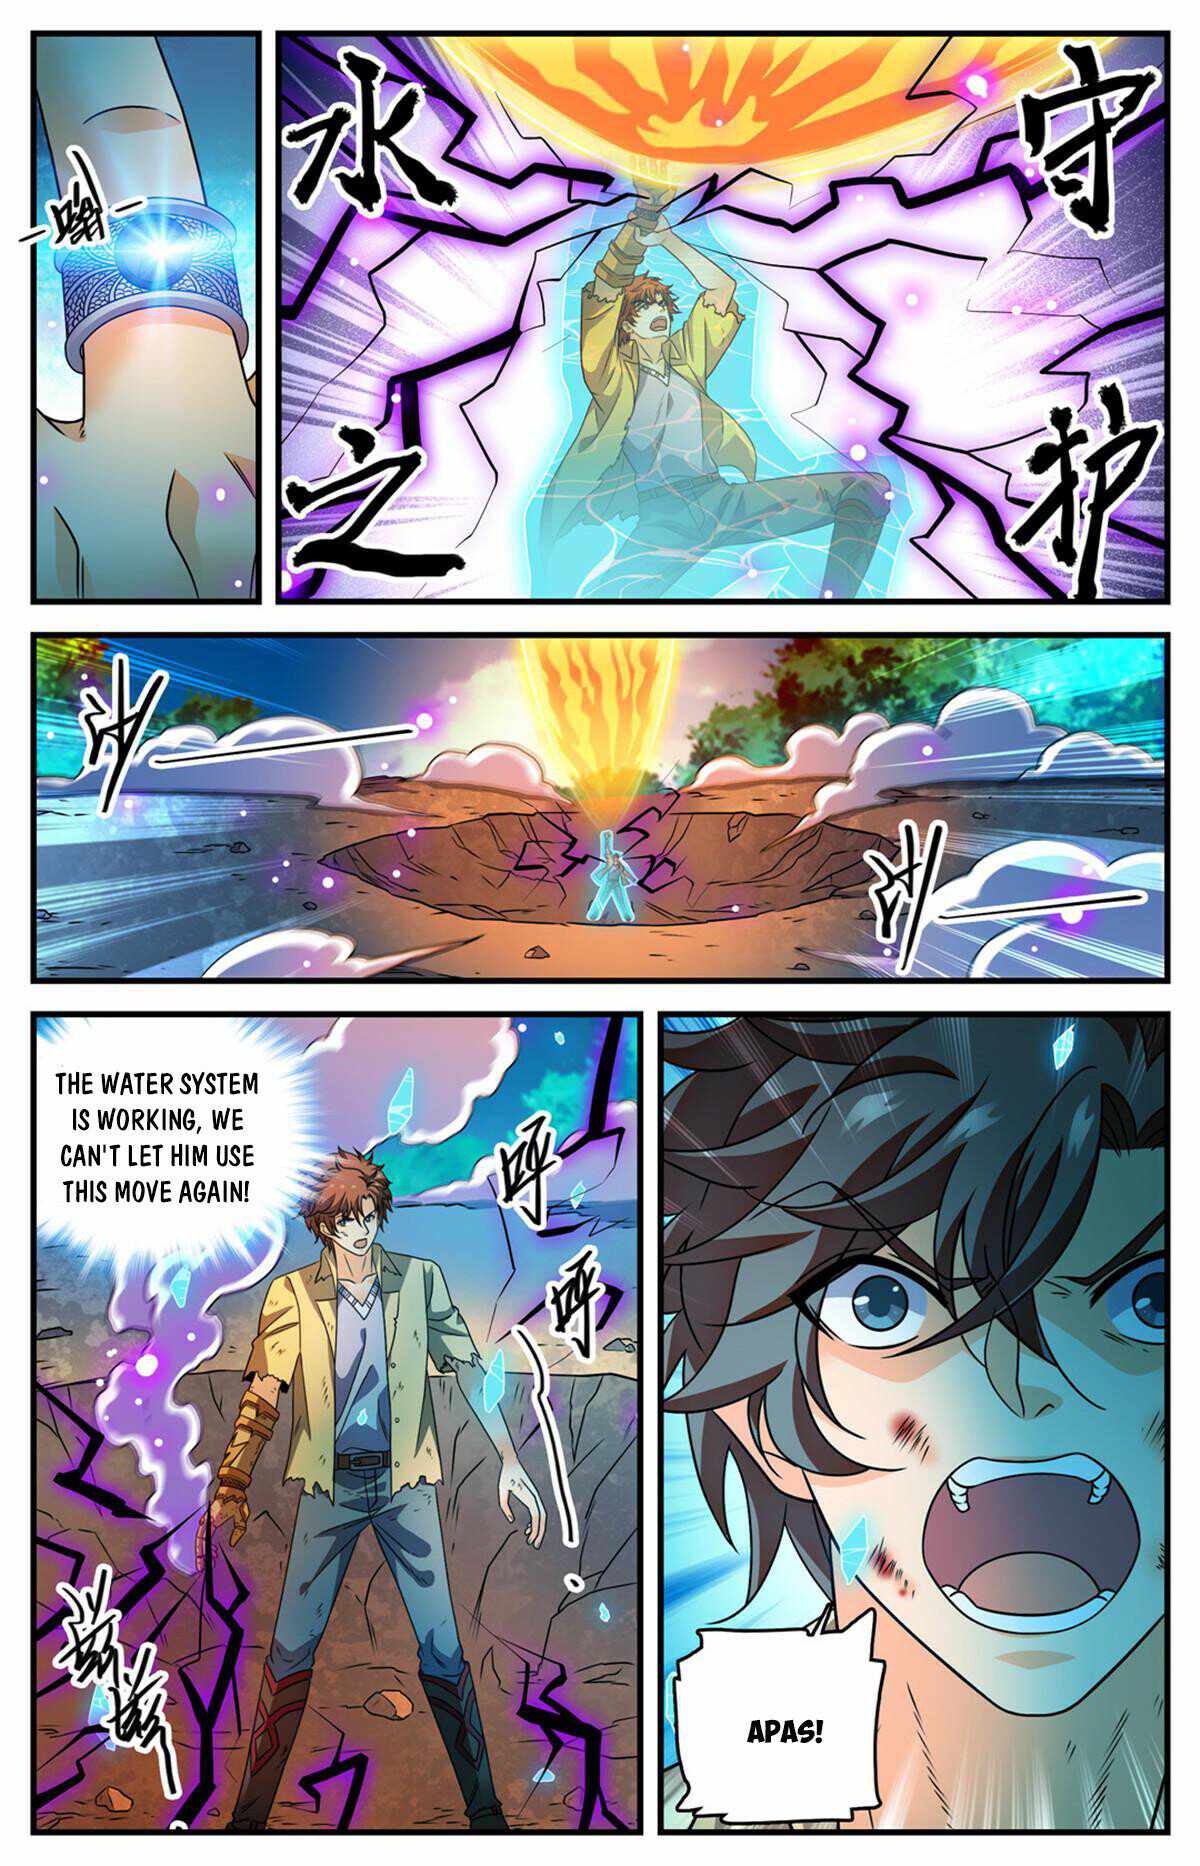 嗡
水
之
守
护
沙
沙
THE WATER SYSTEM
IS WORKING, WE
CAN'T LET HIM USE
THIS MOVE AGAIN!
呼
呼
APAS!